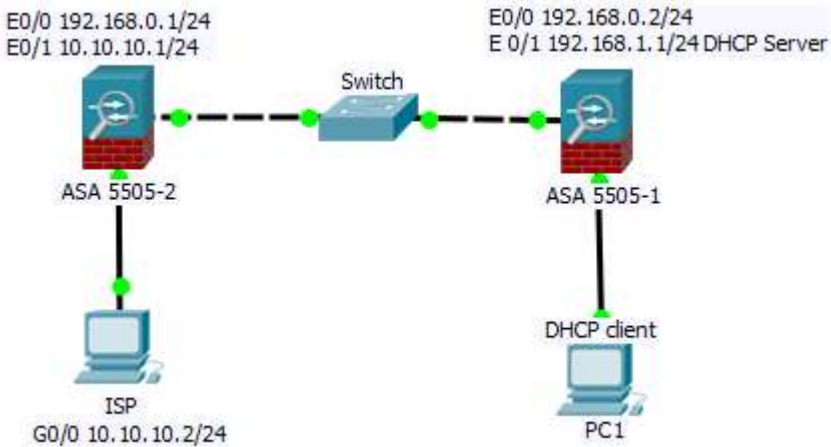 E0/0 192.168.0.1/24
E0/1 10.10.10.1/24
E0/0 192.168.0.2/24
E 0/1 192.168.1.1/24 DHCP Server
Switch
ASA 5505-2
ASA 5505-1
DHCP client
ISP
G0/0 10.10.10.2/24
PC1